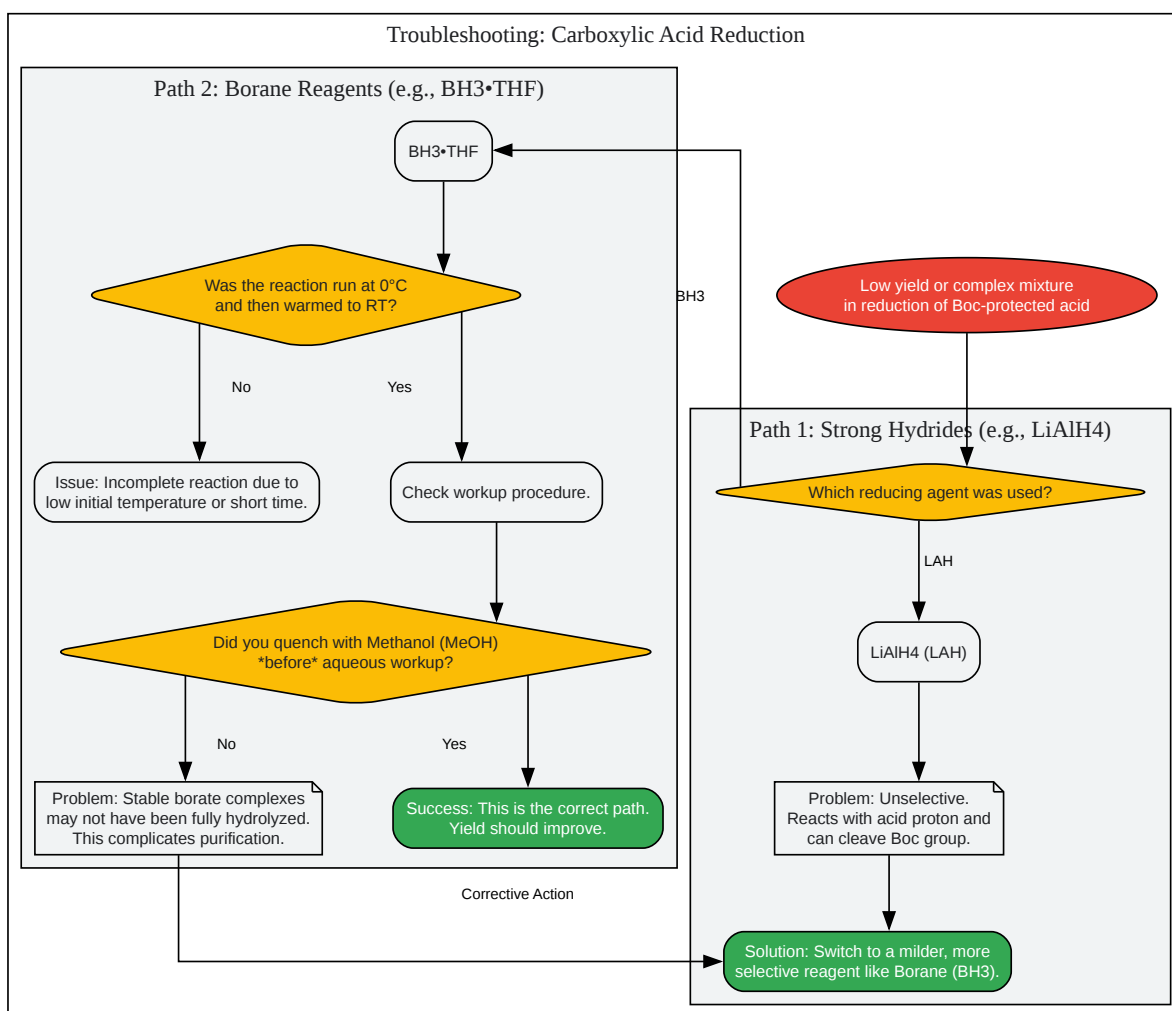 Troubleshooting: Carboxylic Acid Reduction
Path 2: Borane Reagents (e.g., BH3•THF)
BH3•THF
Was the reaction run at 0°C
and then warmed to RT?
BH3
Low yield or complex mixture
in reduction of Boc-protected acid
No
Yes
Path 1: Strong Hydrides (e.g., LiAlH4)
Issue: Incomplete reaction due to
low initial temperature or short time.
Check workup procedure.
Which reducing agent was used?
LAH
Did you quench with Methanol (MeOH)
*before* aqueous workup?
LiAlH4 (LAH)
No
Yes
Problem: Stable borate complexes
may not have been fully hydrolyzed.
This complicates purification.
Success: This is the correct path.
Yield should improve.
Problem: Unselective.
Reacts with acid proton and
can cleave Boc group.
Corrective Action
Solution: Switch to a milder, more
selective reagent like Borane (BH3).